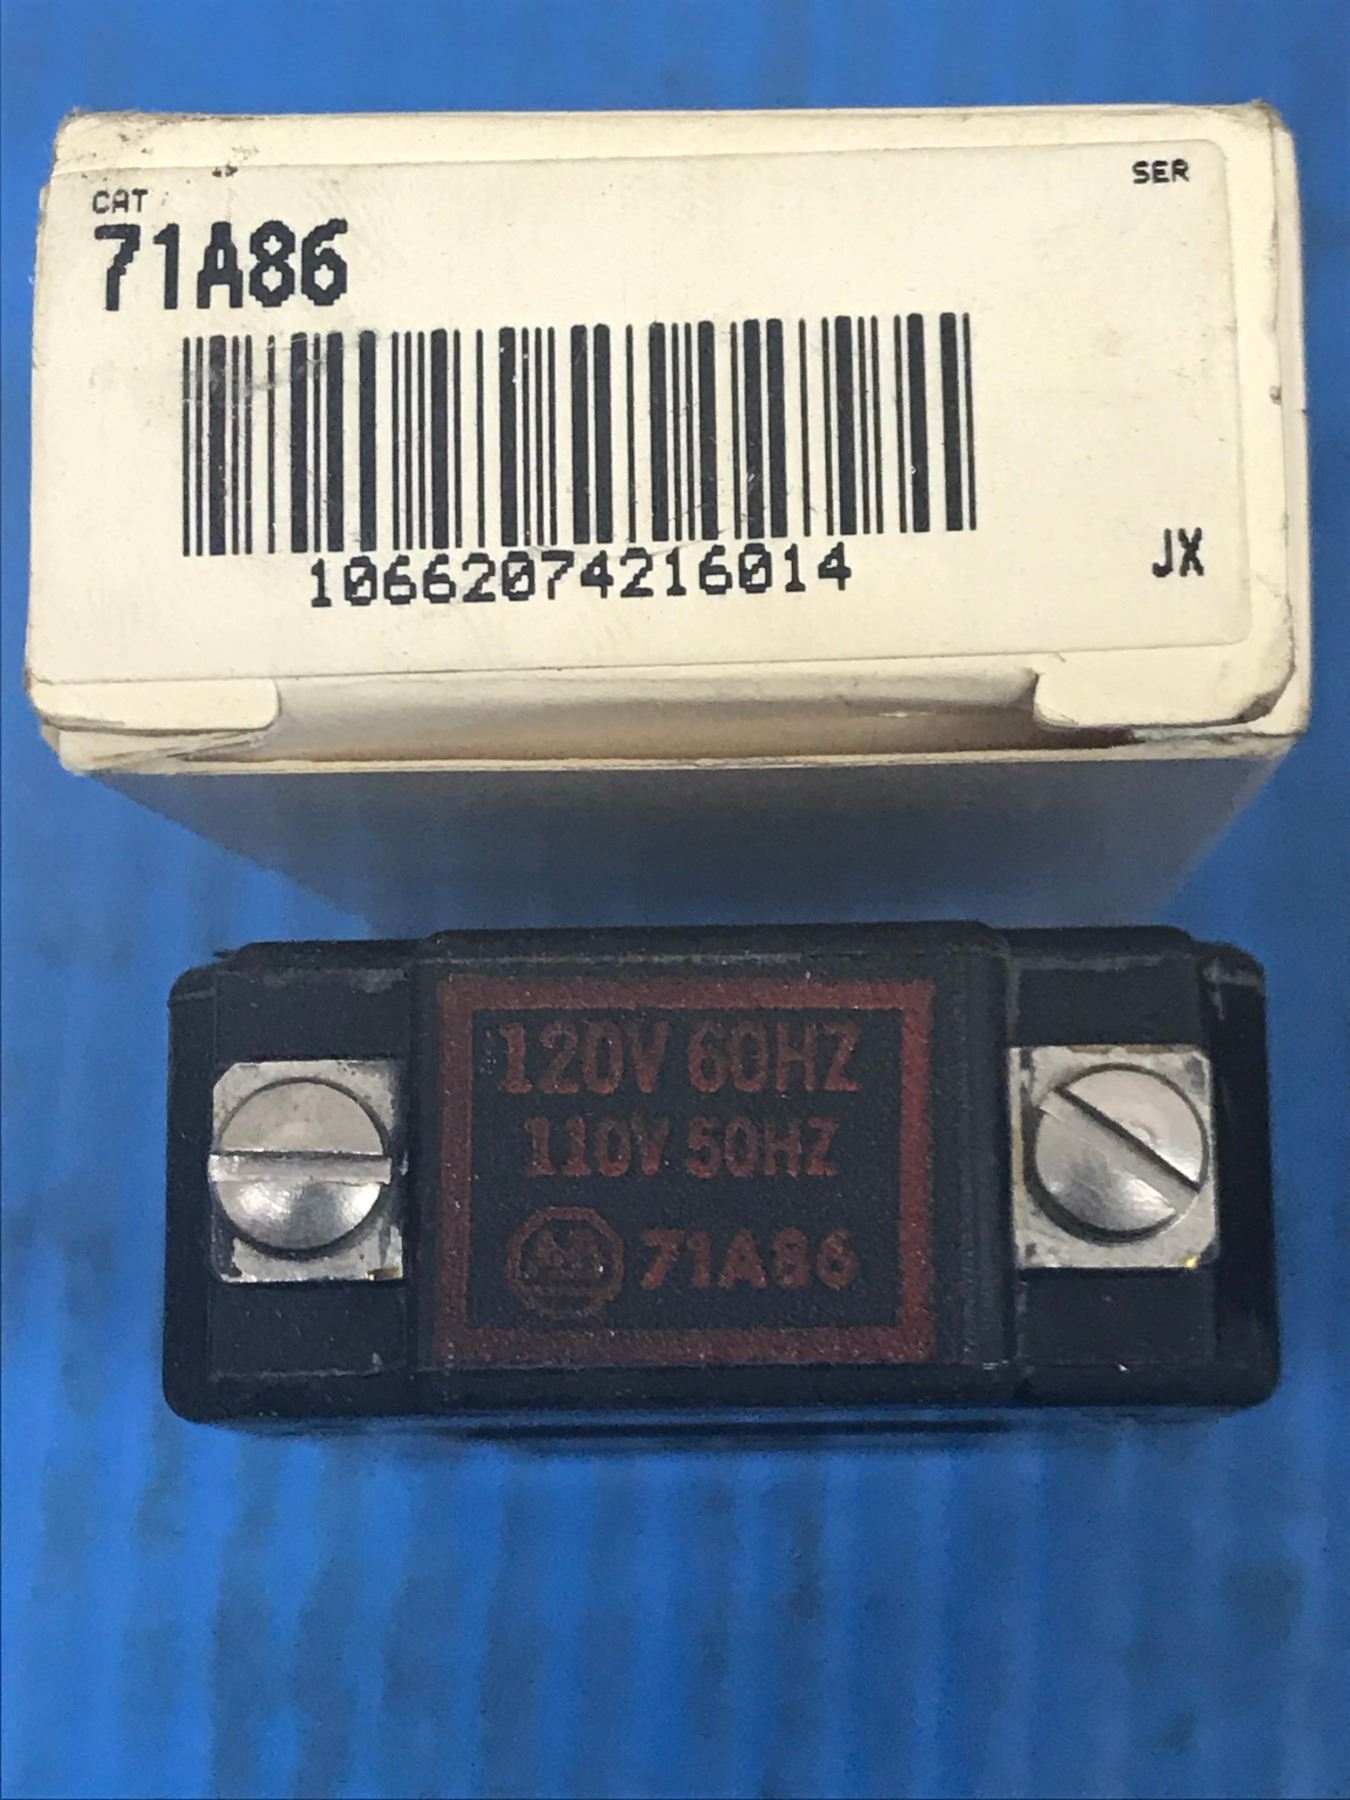 CAT
SER
71A86
10662074216014
JX
120V 60HZ
110V 50HZ
A-B 71A86